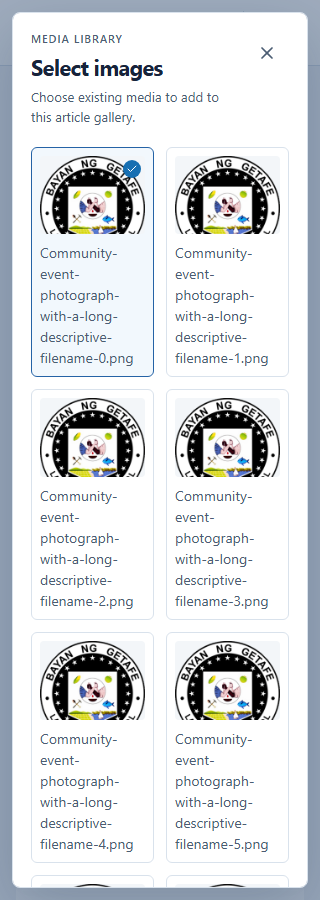 MEDIA LIBRARY
Select images
Choose existing media to add to
this article gallery.
BAYAN NG GETAFE
Community-
event-
photograph-
with-a-long-
descriptive-
filename-0.png
BAYAN NG GETAFE
Community-
event-
photograph-
with-a-long-
descriptive-
filename-1.png
BAYAN NG GETAFE
Community-
event-
photograph-
with-a-long-
descriptive-
filename-2.png
BAYAN NG GETAFE
Community-
event-
photograph-
with-a-long-
descriptive-
filename-3.png
BAYAN NG GETAFE
Community-
event-
photograph-
with-a-long-
descriptive-
filename-4.png
BAYAN NG GETAFE
Community-
event-
photograph-
with-a-long-
descriptive-
filename-5.png